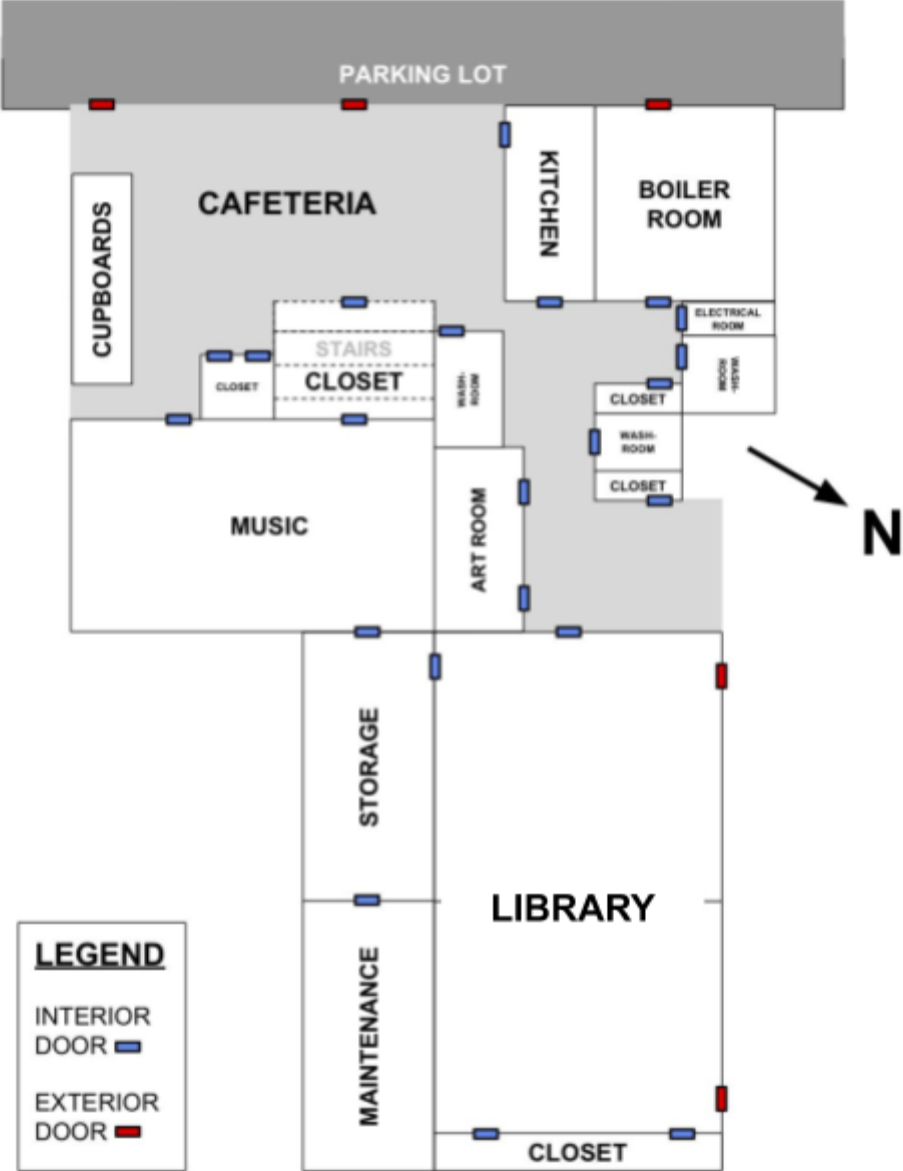 PARKING LOT
CAFETERIA
CUPBOARDS
KITCHEN
BOILER
ROOM
ELECTRICAL
ROOM
WASH-
ROOM
STAIRS
CLOSET
CLOSET
WASH-
ROOM
CLOSET
WASH-
ROOM
CLOSET
N
MUSIC
ART ROOM
STORAGE
LIBRARY
MAINTENANCE
CLOSET
LEGEND
INTERIOR
DOOR
EXTERIOR
DOOR